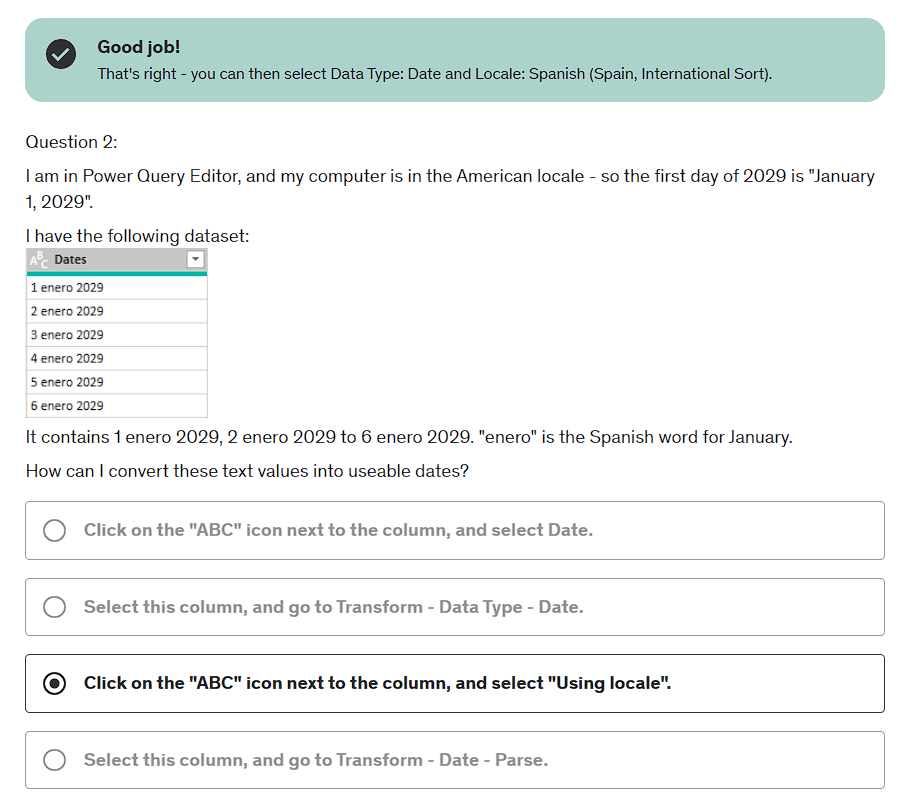 Good job!
That's right - you can then select Data Type: Date and Locale: Spanish (Spain, International Sort).
Question 2:
I am in Power Query Editor, and my computer is in the American locale - so the first day of 2029 is "January
1, 2029".
I have the following dataset:
ABC Dates
1 enero 2029
2 enero 2029
3 enero 2029
4 enero 2029
5 enero 2029
6 enero 2029
It contains 1 enero 2029, 2 enero 2029 to 6 enero 2029. "enero" is the Spanish word for January.
How can I convert these text values into useable dates?
Click on the "ABC" icon next to the column, and select Date.
Select this column, and go to Transform - Data Type - Date.
Click on the "ABC" icon next to the column, and select "Using locale".
Select this column, and go to Transform - Date - Parse.